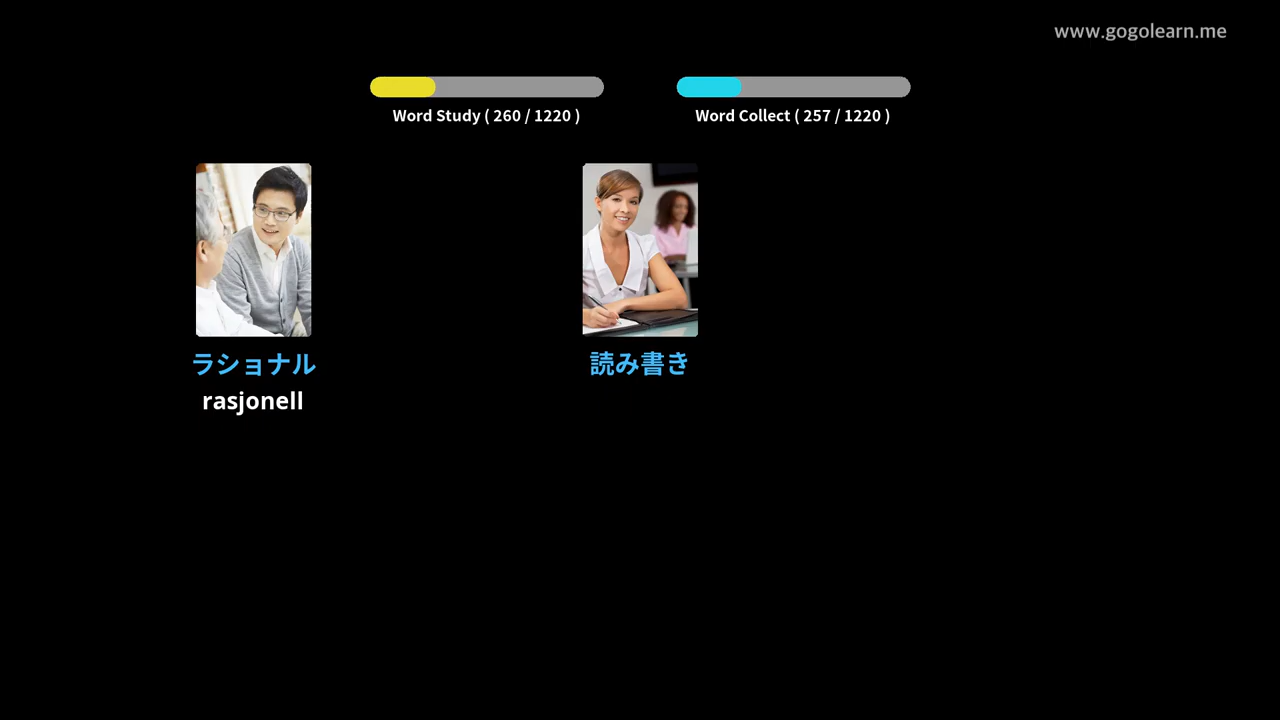 www.gogolearn.me
Word Study ( 260 / 1220 )
Word Collect ( 257 / 1220 )
ラショナル
読み書き
rasjonell